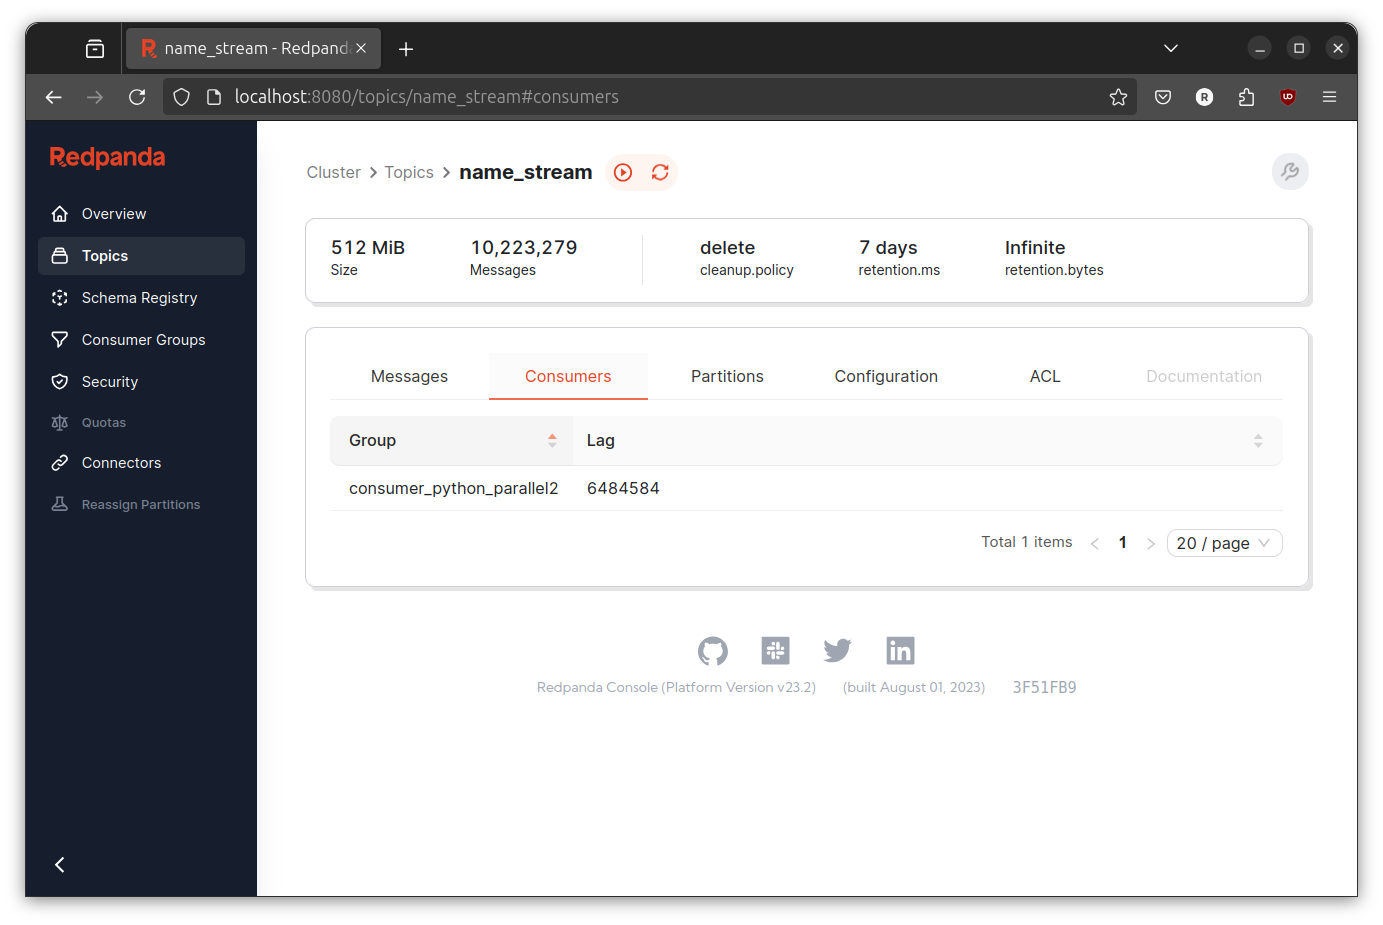 name_stream - Redpand
localhost:8080/topics/name_stream#consumers
Redpanda
Overview
Topics
Schema Registry
Consumer Groups
Security
Quotas
Connectors
Reassign Partitions
Cluster > Topics > name_stream
512 MiB
Size
10,223,279
Messages
delete
cleanup.policy
7 days
retention.ms
Infinite
retention.bytes
Messages Consumers Partitions Configuration ACL Documentation
Group Lag
consumer_python_parallel2 6484584
Total 1 items < 1 > 20 / page
Redpanda Console (Platform Version v23.2) (built August 01, 2023) 3F51FB9